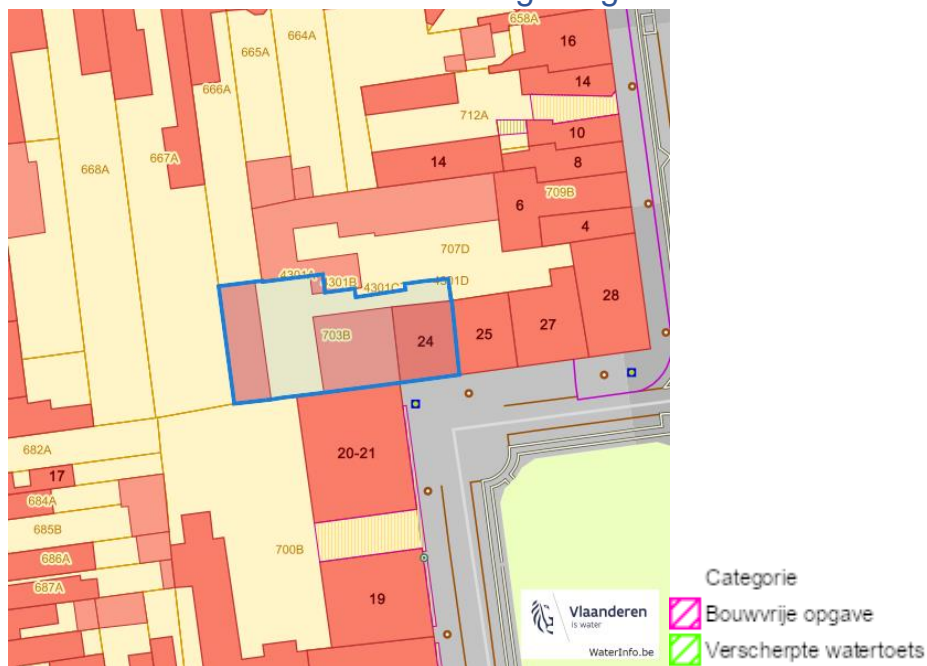 658A
664A
16
665A
14
666A
712A
10
667A
14
8
668A
6
709B
4
707D
4301A
4301B
4301C
4301D
28
703B
24
25
27
682A
20-21
17
684A
685B
700B
686A
687A
19
Vlaanderen
is water
WaterInfo.be
Categorie
Bouwvrije opgave
Verscherpte watertoets